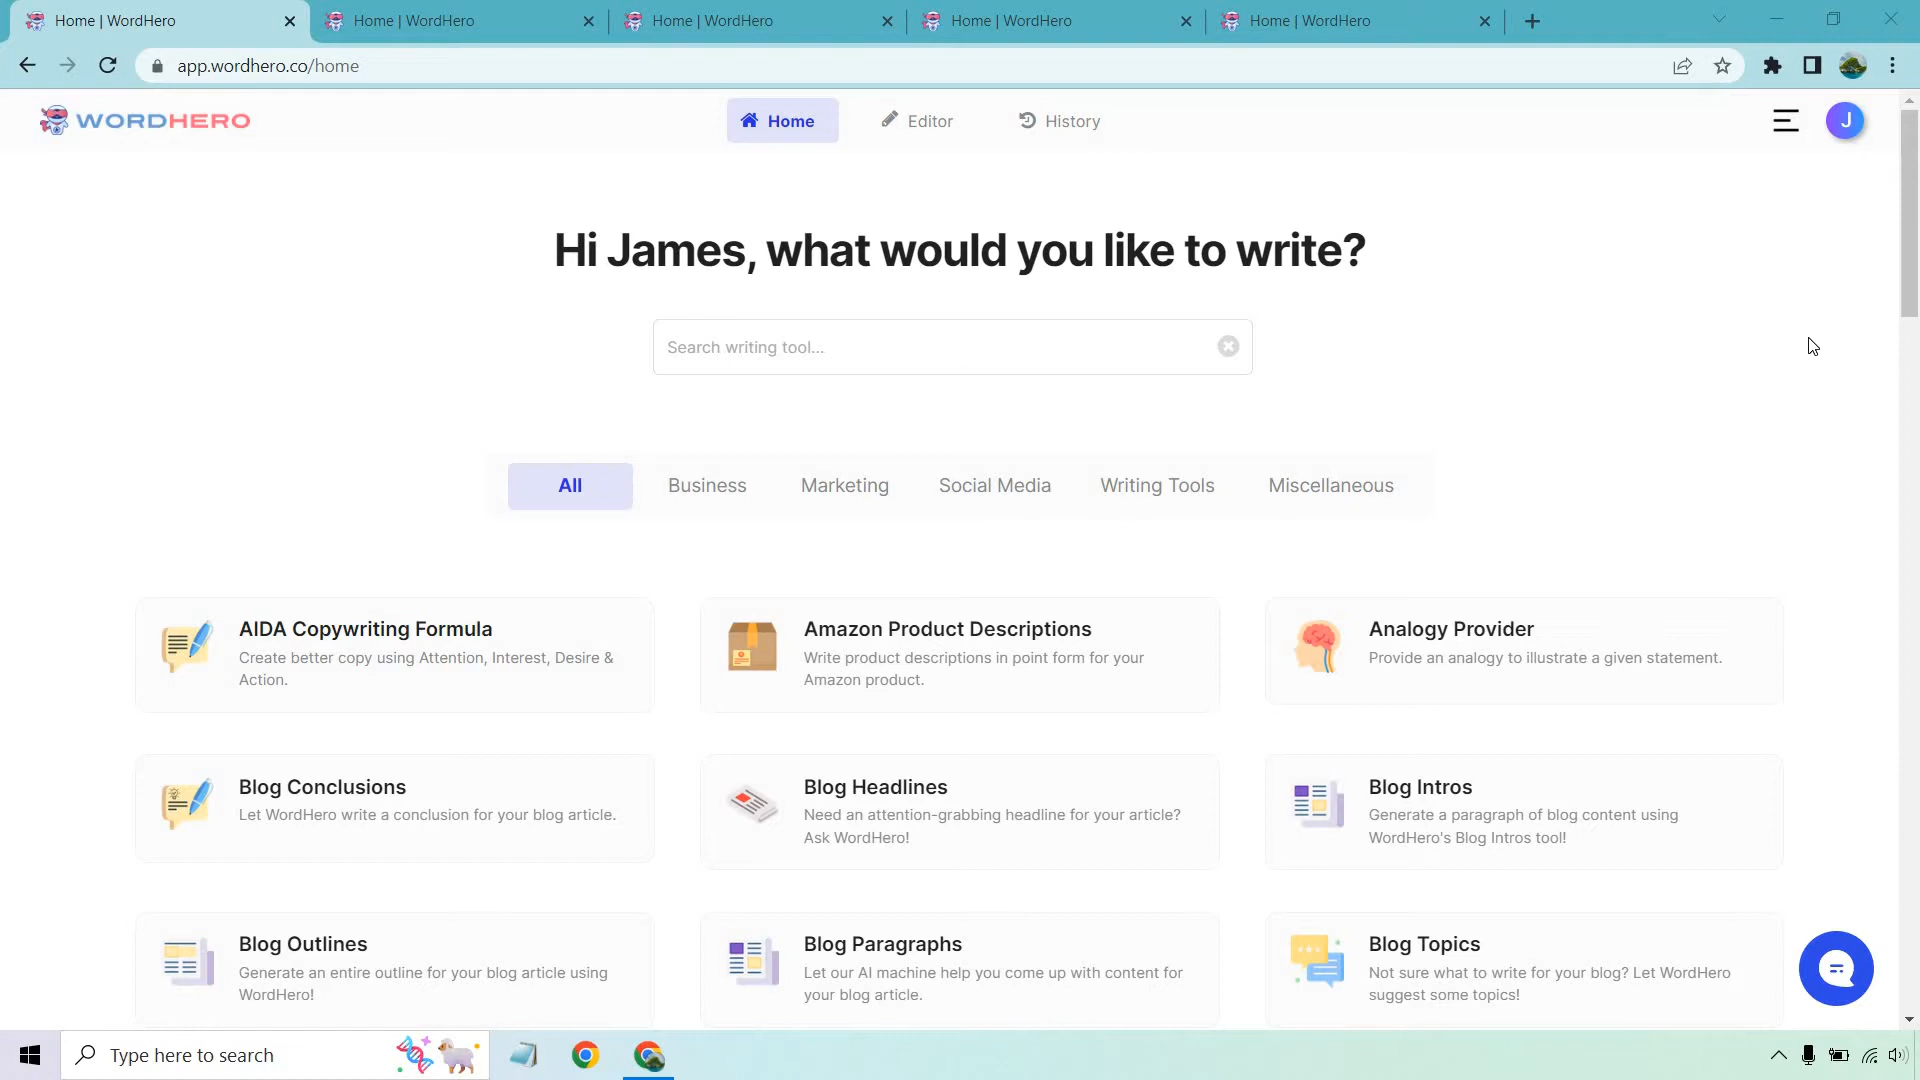 Home | WordHero
Home | WordHero
Home | WordHero
Home | WordHero
Home | WordHero
app.wordhero.co/home
WORDHERO
Home
Editor
History
J
Hi James, what would you like to write?
Search writing tool...
All
Business
Marketing
Social Media
Writing Tools
Miscellaneous
AIDA Copywriting Formula
Create better copy using Attention, Interest, Desire &
Action.
Amazon Product Descriptions
Write product descriptions in point form for your
Amazon product.
Analogy Provider
Provide an analogy to illustrate a given statement.
Blog Conclusions
Let WordHero write a conclusion for your blog article.
Blog Headlines
Need an attention-grabbing headline for your article?
Ask WordHero!
Blog Intros
Generate a paragraph of blog content using
WordHero's Blog Intros tool!
Blog Outlines
Generate an entire outline for your blog article using
WordHero!
Blog Paragraphs
Let our AI machine help you come up with content for
your blog article.
Blog Topics
Not sure what to write for your blog? Let WordHero
suggest some topics!
Type here to search